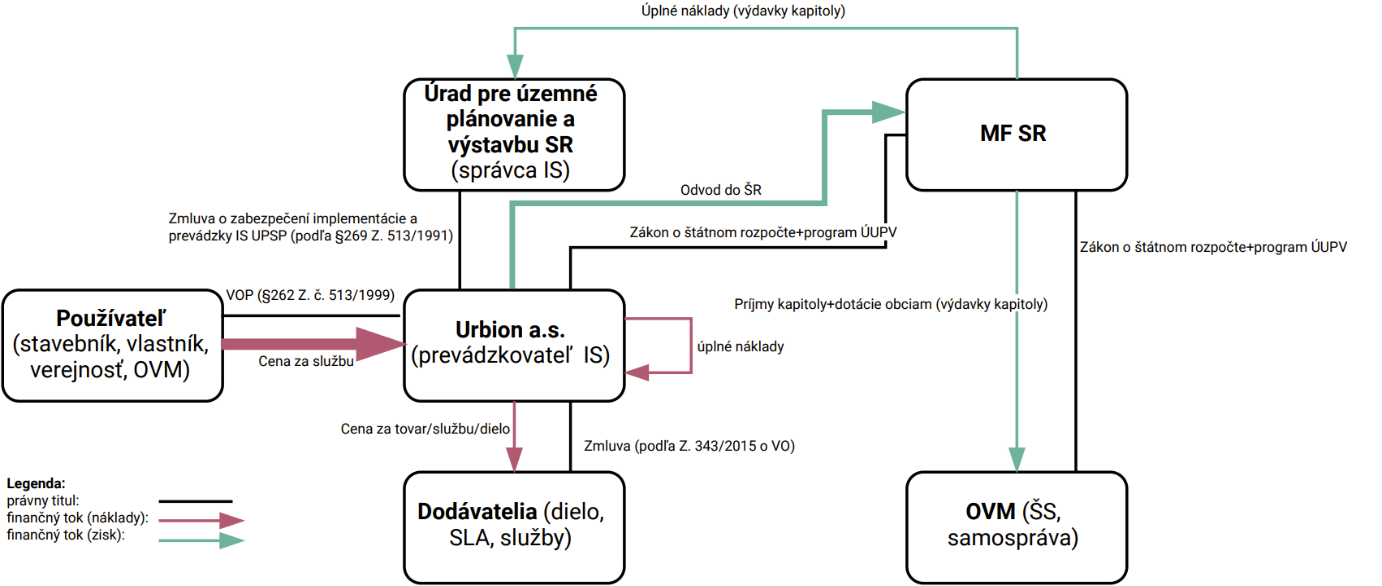 Úplné náklady (výdavky kapitoly)
Úrad pre územné
plánovanie a
výstavbu SR
(správca IS)
MF SR
Odvod do ŠR
Zmluva o zabezpečení implementácie a
prevádzky IS UPSP (podľa §269 Z. 513/1991)
Zákon o štátnom rozpočte+program ÚUPV
Zákon o štátnom rozpočte+program ÚUPV
VOP (§262 Z. č. 513/1999)
Používateľ
(stavebník, vlastník,
verejnosť, OVM)
Cena za službu
Urbion a.s.
(prevádzkovateľ IS)
úplné náklady
Príjmy kapitoly+dotácie obciam (výdavky kapitoly)
Cena za tovar/službu/dielo
Zmluva (podľa Z. 343/2015 o VO)
Legenda:
právny titul:
finančný tok (náklady):
finančný tok (zisk):
Dodávatelia (dielo,
SLA, služby)
OVM (ŠS,
samospráva)